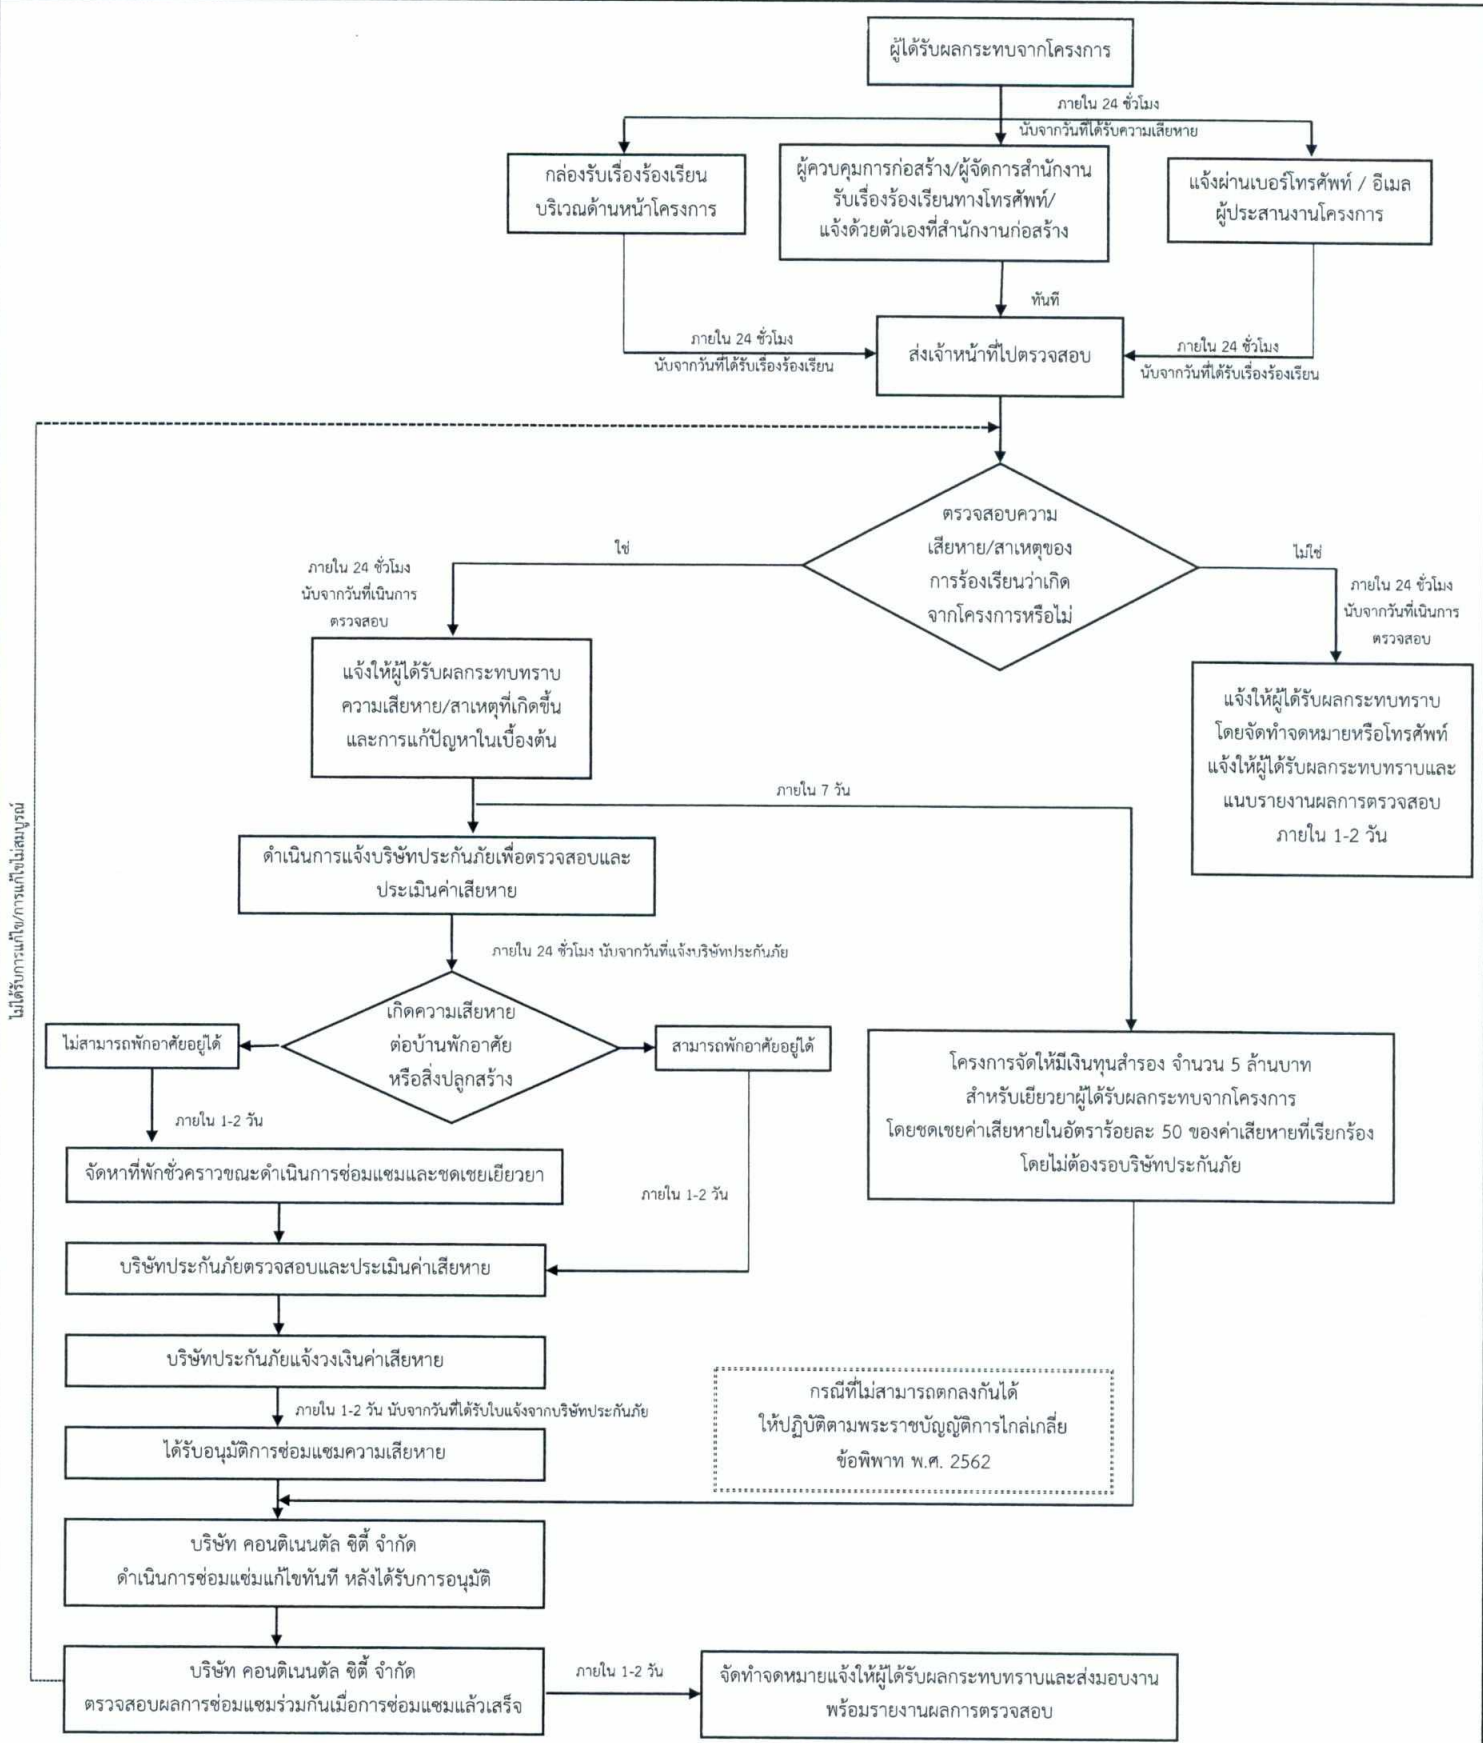 ผู้ได้รับผลกระทบจากโครงการ
ภายใน 24 ชั่วโมง
นับจากวันที่ได้รับความเสียหาย
กล่องรับเรื่องร้องเรียน
บริเวณด้านหน้าโครงการ
ผู้ควบคุมการก่อสร้าง/ผู้จัดการสำนักงาน
รับเรื่องร้องเรียนทางโทรศัพท์/
แจ้งด้วยตัวเองที่สำนักงานก่อสร้าง
แจ้งผ่านเบอร์โทรศัพท์ / อีเมล
ผู้ประสานงานโครงการ
ทันที
ภายใน 24 ชั่วโมง
นับจากวันที่ได้รับเรื่องร้องเรียน
ส่งเจ้าหน้าที่ไปตรวจสอบ
ภายใน 24 ชั่วโมง
นับจากวันที่ได้รับเรื่องร้องเรียน
ตรวจสอบความ
เสียหาย/สาเหตุของ
การร้องเรียนว่าเกิด
จากโครงการหรือไม่
ใช่
ไม่ใช่
ภายใน 24 ชั่วโมง
นับจากวันที่เนินการ
ตรวจสอบ
ภายใน 24 ชั่วโมง
นับจากวันที่เนินการ
ตรวจสอบ
แจ้งให้ผู้ได้รับผลกระทบทราบ
ความเสียหาย/สาเหตุที่เกิดขึ้น
และการแก้ปัญหาในเบื้องต้น
แจ้งให้ผู้ได้รับผลกระทบทราบ
โดยจัดทำจดหมายหรือโทรศัพท์
แจ้งให้ผู้ได้รับผลกระทบทราบและ
แนบรายงานผลการตรวจสอบ
ภายใน 1-2 วัน
ภายใน 7 วัน
ไม่ได้รับการแก้ไข/การแก้ไขไม่สมบูรณ์
ดำเนินการแจ้งบริษัทประกันภัยเพื่อตรวจสอบและ
ประเมินค่าเสียหาย
ภายใน 24 ชั่วโมง นับจากวันที่แจ้งบริษัทประกันภัย
เกิดความเสียหาย
ต่อบ้านพักอาศัย
หรือสิ่งปลูกสร้าง
ไม่สามารถพักอาศัยอยู่ได้
สามารถพักอาศัยอยู่ได้
โครงการจัดให้มีเงินทุนสำรอง จำนวน 5 ล้านบาท
สำหรับเยียวยาผู้ได้รับผลกระทบจากโครงการ
โดยชดเชยค่าเสียหายในอัตราร้อยละ 50 ของค่าเสียหายที่เรียกร้อง
โดยไม่ต้องรอบริษัทประกันภัย
ภายใน 1-2 วัน
จัดหาที่พักชั่วคราวขณะดำเนินการซ่อมแซมและชดเชยเยียวยา
ภายใน 1-2 วัน
บริษัทประกันภัยตรวจสอบและประเมินค่าเสียหาย
บริษัทประกันภัยแจ้งวงเงินค่าเสียหาย
ภายใน 1-2 วัน นับจากวันที่ได้รับใบแจ้งจากบริษัทประกันภัย
ได้รับอนุมัติการซ่อมแซมความเสียหาย
กรณีที่ไม่สามารถตกลงกันได้
ให้ปฏิบัติตามพระราชบัญญัติการไกล่เกลี่ย
ข้อพิพาท พ.ศ. 2562
บริษัท คอนติเนนตัล ซิตี้ จำกัด
ดำเนินการซ่อมแซ่มแก้ไขทันที หลังได้รับการอนุมัติ
บริษัท คอนติเนนตัล ซิตี้ จำกัด
ตรวจสอบผลการซ่อมแซมร่วมกันเมื่อการซ่อมแซมแล้วเสร็จ
ภายใน 1-2 วัน
จัดทำจดหมายแจ้งให้ผู้ได้รับผลกระทบทราบและส่งมอบงาน
พร้อมรายงานผลการตรวจสอบ